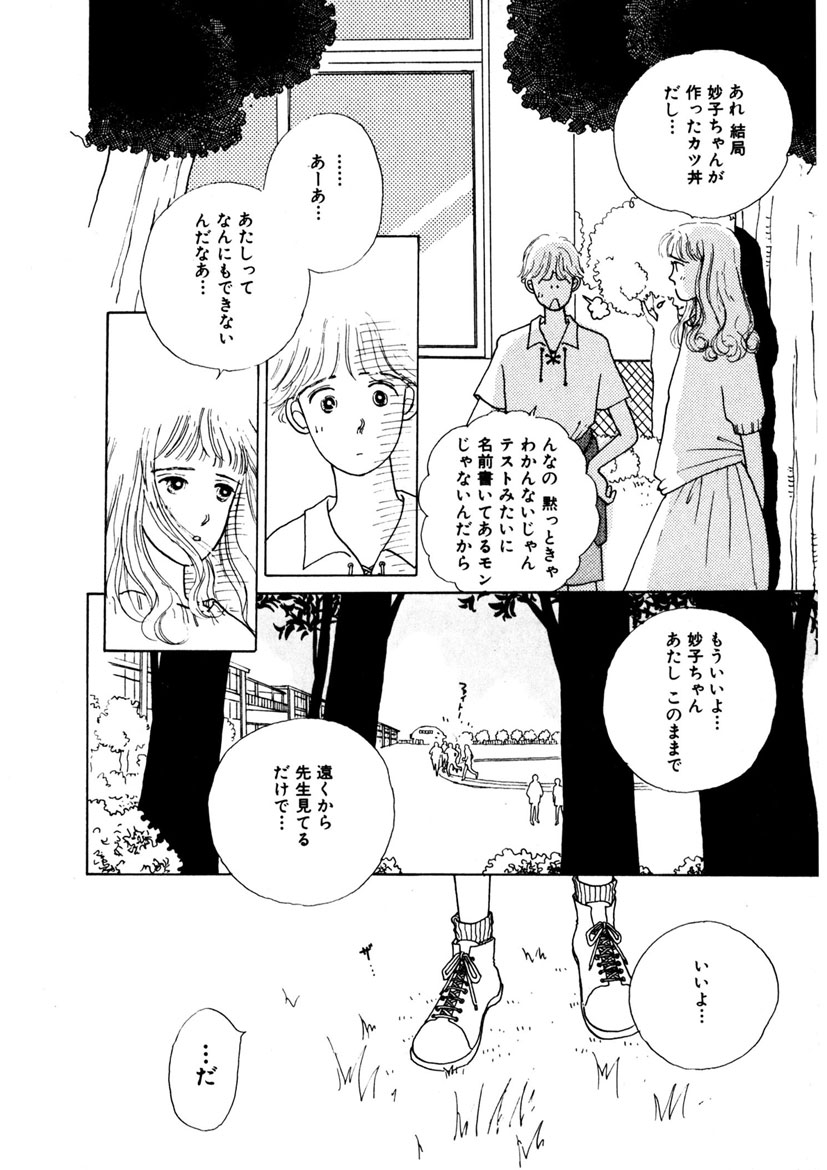 あれ 結局
妙子ちゃんが
作ったカツ丼
だし…
んなの 黙っときゃ
わかんないじゃん
テストみたいに
名前書いてあるモン
じゃないんだから
……
あーあ…
あたしって
なんにもできない
んだなあ…
もういいよ…
妙子ちゃん
あたし このままで
遠くから
先生見てる
だけで…
いいよ…
ザ…
…だ